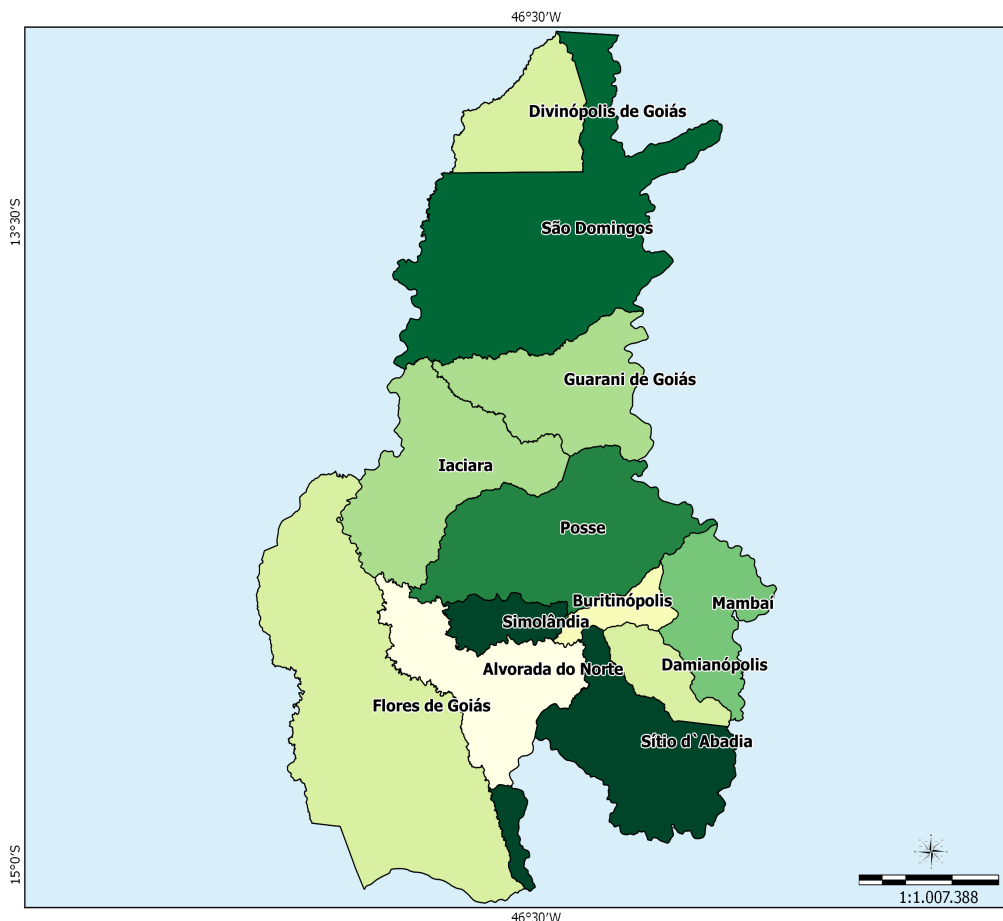 46°30’W
Divinópolis de Goiás
13°30’S
São Domingos
Guarani de Goiás
Iaciara
Posse
Buritinópolis
Mambaí
Simolândia
Alvorada do Norte
Damianópolis
Flores de Goiás
Sítio d`Abadia
15°0’S
1:1.007.388
46°30’W